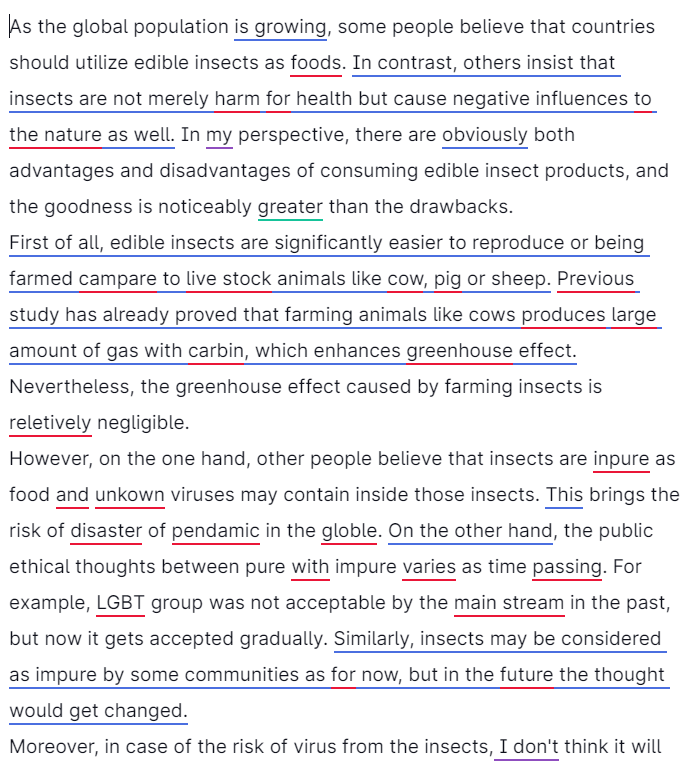 As the global population is growing, some people believe that countries
should utilize edible insects as foods. In contrast, others insist that
insects are not merely harm for health but cause negative influences to
the nature as well. In my perspective, there are obviously both
advantages and disadvantages of consuming edible insect products, and
the goodness is noticeably greater than the drawbacks.
First of all, edible insects are significantly easier to reproduce or being
farmed campare to live stock animals like cow, pig or sheep. Previous
study has already proved that farming animals like cows produces large
amount of gas with carbin, which enhances greenhouse effect.
Nevertheless, the greenhouse effect caused by farming insects is
reletively negligible.
However, on the one hand, other people believe that insects are inpure as
food and unkown viruses may contain inside those insects. This brings the
risk of disaster of pendamic in the globle. On the other hand, the public
ethical thoughts between pure with impure varies as time passing. For
example, LGBT group was not acceptable by the main stream in the past,
but now it gets accepted gradually. Similarly, insects may be considered
as impure by some communities as for now, but in the future the thought
would get changed.
Moreover, in case of the risk of virus from the insects, I don't think it will